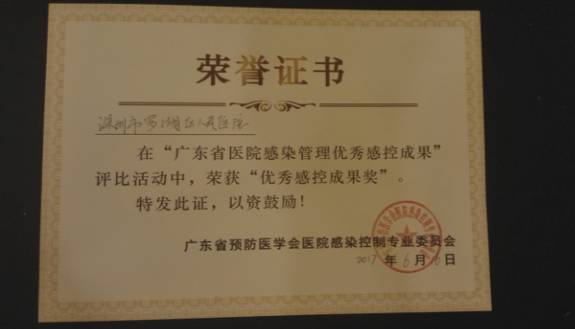 荣誉证书
深圳市罗湖区人民医院
在“广东省医院感染管理优秀感控成果”
评比活动中，荣获“优秀感控成果奖”。
特发此证，以资鼓励！
广东省预防医学会医院感染控制专业委员会
2017年6月16日